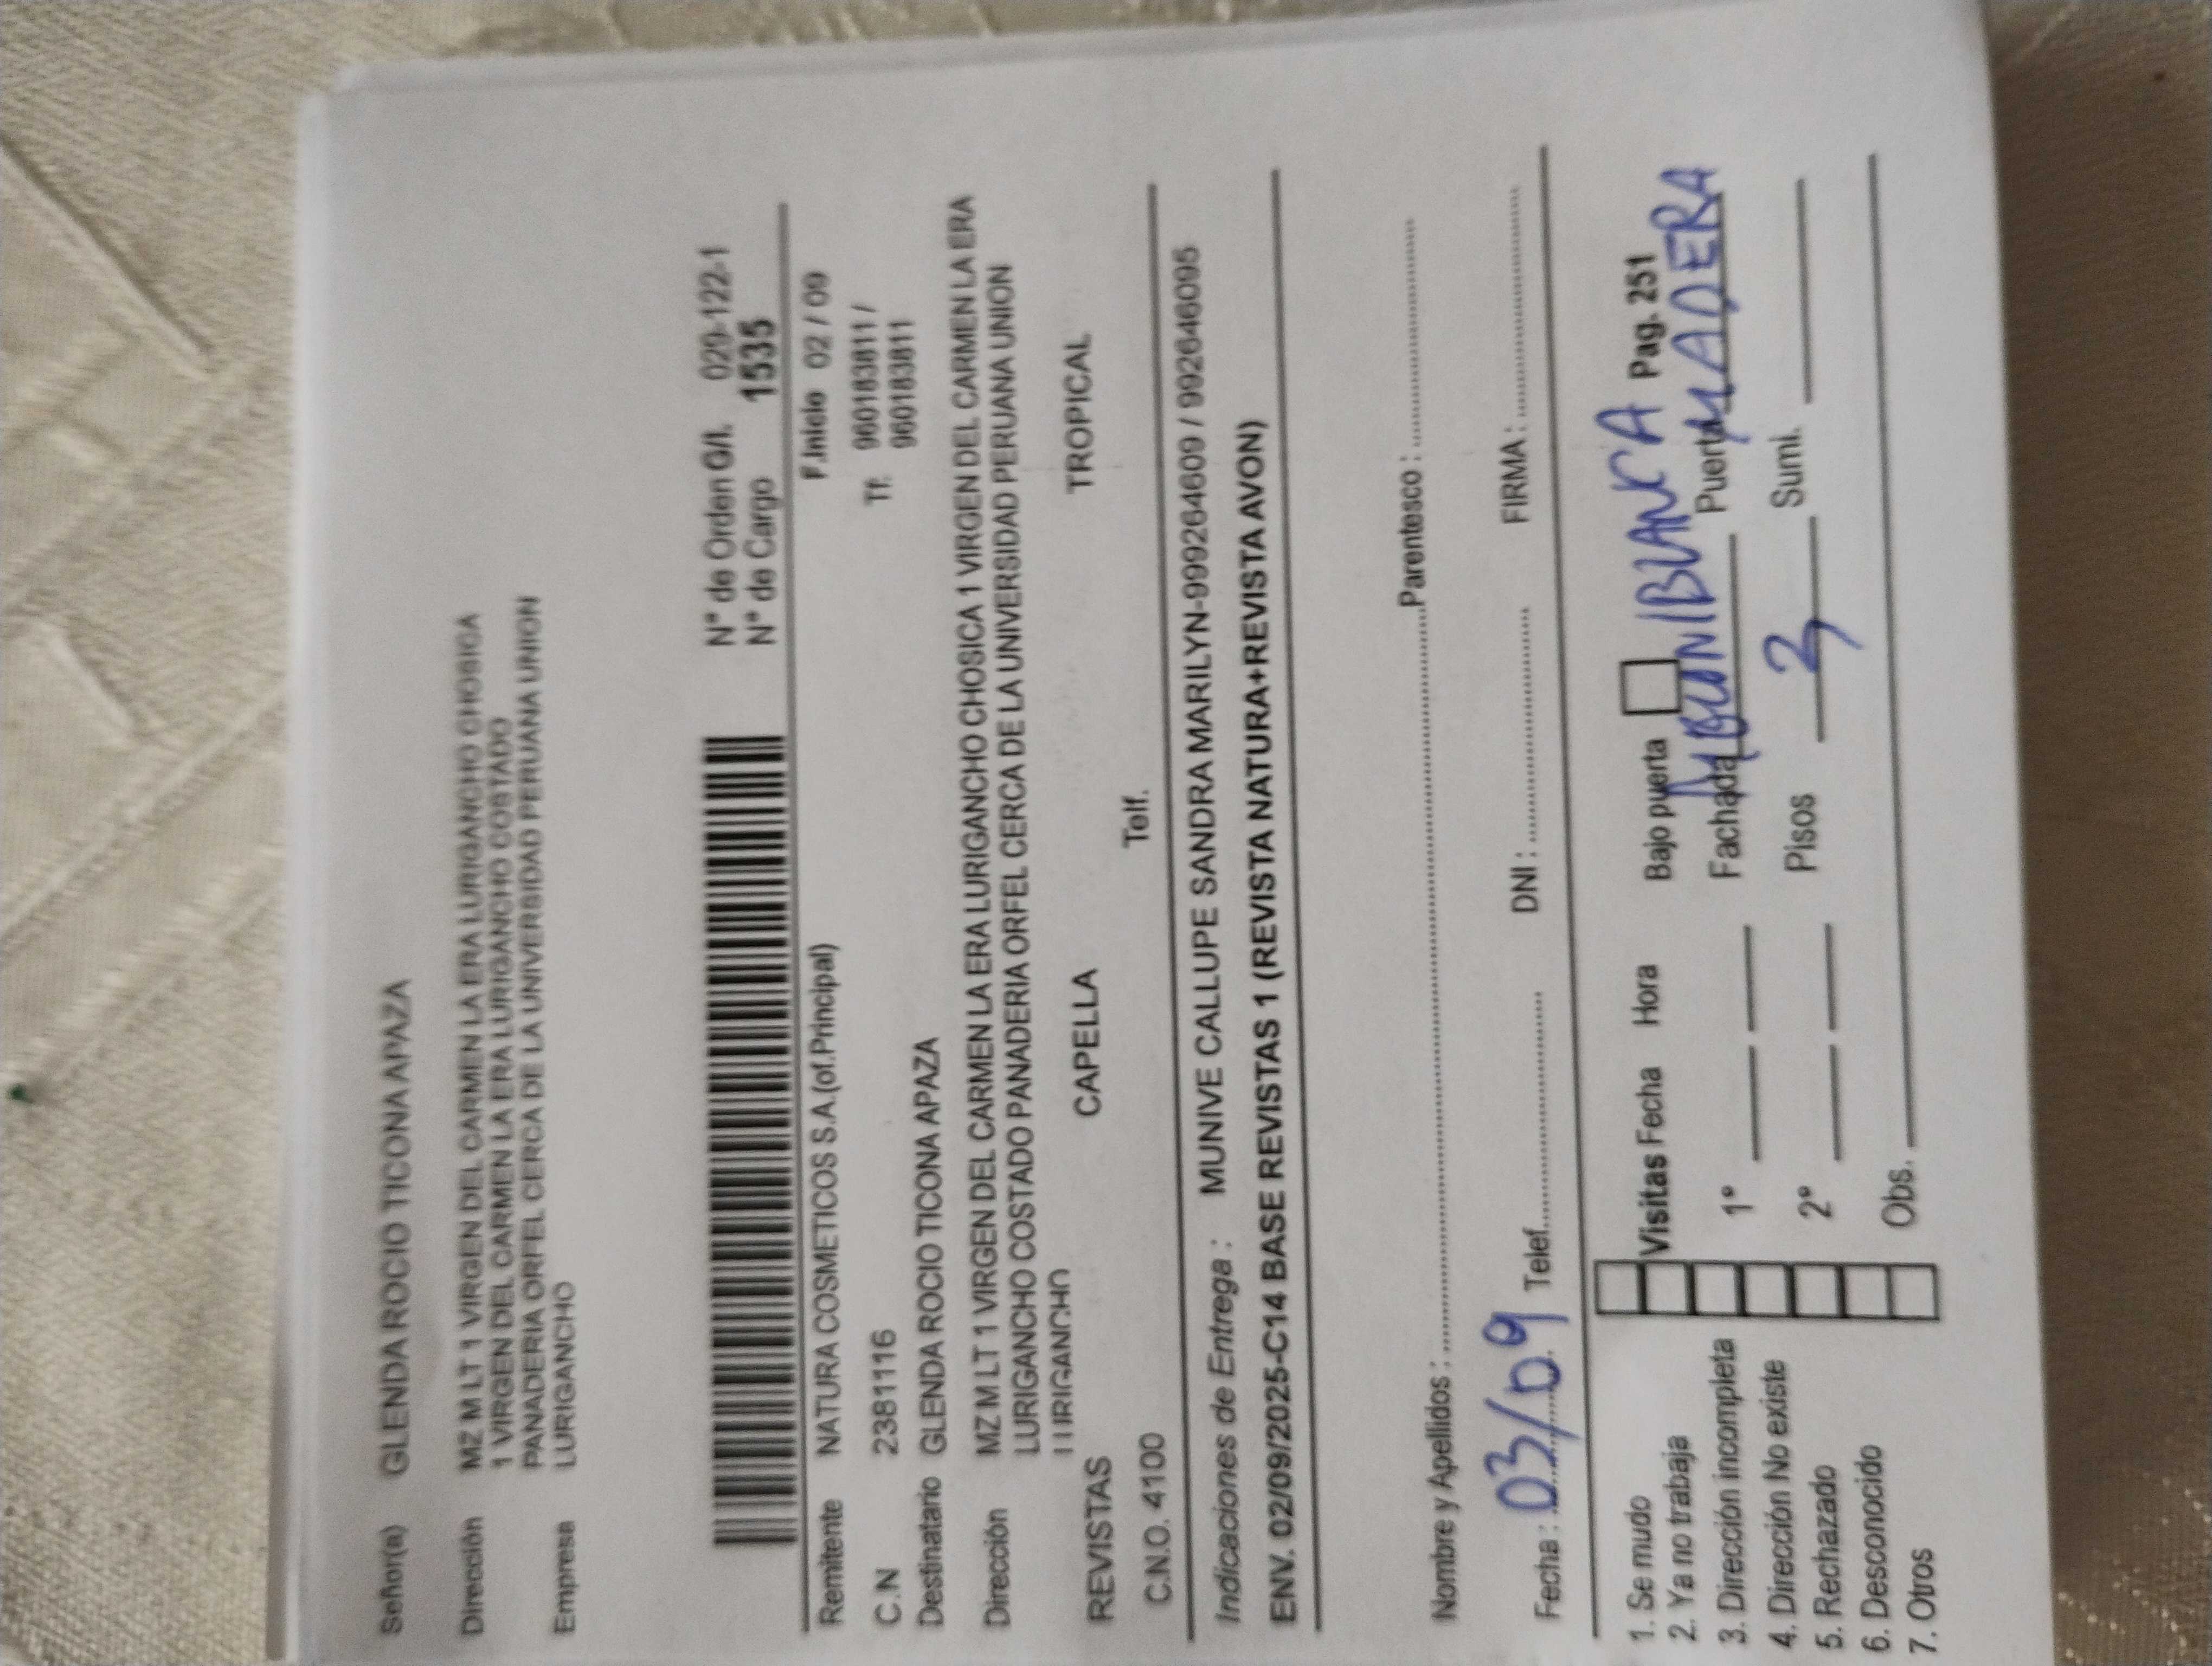 Señor(a) GLENDA ROCIO TICONA APAZA
Dirección MZ M LT 1 VIRGEN DEL CARMEN LA ERA LURIGANCHO CHOSICA
1 VIRGEN DEL CARMEN LA ERA LURIGANCHO COSTADO
PANADERIA ORFEL CERCA DE LA UNIVERSIDAD PERUANA UNION
Empresa LURIGANCHO
N° de Orden G/I. 029-122-1
N° de Cargo 1535
Remitente NATURA COSMETICOS S.A.(of.Principal) F.Inicio 02 / 09
C.N 2381116 Tf. 960183811 /
960183811
Destinatario GLENDA ROCIO TICONA APAZA
Dirección MZ M LT 1 VIRGEN DEL CARMEN LA ERA LURIGANCHO CHOSICA 1 VIRGEN DEL CARMEN LA ERA
LURIGANCHO COSTADO PANADERIA ORFEL CERCA DE LA UNIVERSIDAD PERUANA UNION
LURIGANCHO
REVISTAS CAPELLA TROPICAL
C.N.O. 4100 Telf.
Indicaciones de Entrega : MUNIVE CALLUPE SANDRA MARILYN-999264609 / 992646095
ENV. 02/09/2025-C14 BASE REVISTAS 1 (REVISTA NATURA+REVISTA AVON)
Nombre y Apellidos : Parentesco :
Fecha : 03/09 Telef. DNI : FIRMA :
1. Se mudo
2. Ya no trabaja
3. Dirección incompleta
4. Dirección No existe
5. Rechazado
6. Desconocido
7. Otros
Visitas Fecha Hora
1°
2°
Obs.
Bajo puerta Pag. 251
Fachada BLANCA Puerta MADERA
Pisos 2 Sumi.